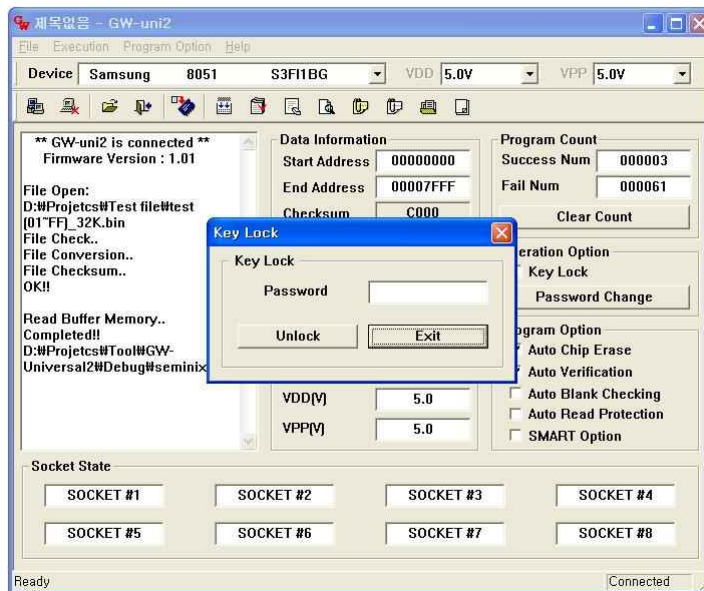 GW 제목없음 - GW-uni2
File Execution Program Option Help
Device Samsung 8051 S3FI1BG VDD 5.0V VPP 5.0V
** GW-uni2 is connected **
Firmware Version : 1.01
File Open:
D:₩Projetcs₩Test file₩test
(01~FF)_32K.bin
File Check..
File Conversion..
File Checksum..
OK!!
Read Buffer Memory..
Completed!!
D:₩Projetcs₩Tool₩GW-
Universal2₩Debug₩seminix
Data Information
Start Address 00000000
End Address 00007FFF
Checksum C000
Key Lock
Key Lock
Password
Unlock Exit
VDD(V) 5.0
VPP(V) 5.0
Program Count
Success Num 000003
Fail Num 000061
Clear Count
eration Option
Key Lock
Password Change
ogram Option
Auto Chip Erase
Auto Verification
Auto Blank Checking
Auto Read Protection
SMART Option
Socket State
SOCKET #1 SOCKET #2 SOCKET #3 SOCKET #4
SOCKET #5 SOCKET #6 SOCKET #7 SOCKET #8
Ready Connected